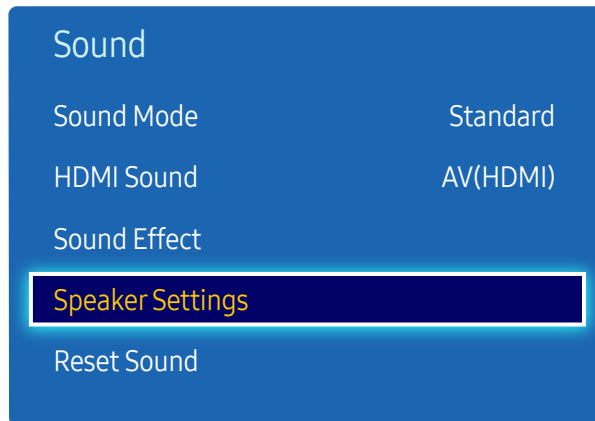 Sound
Sound Mode Standard
HDMI Sound AV(HDMI)
Sound Effect
Speaker Settings
Reset Sound